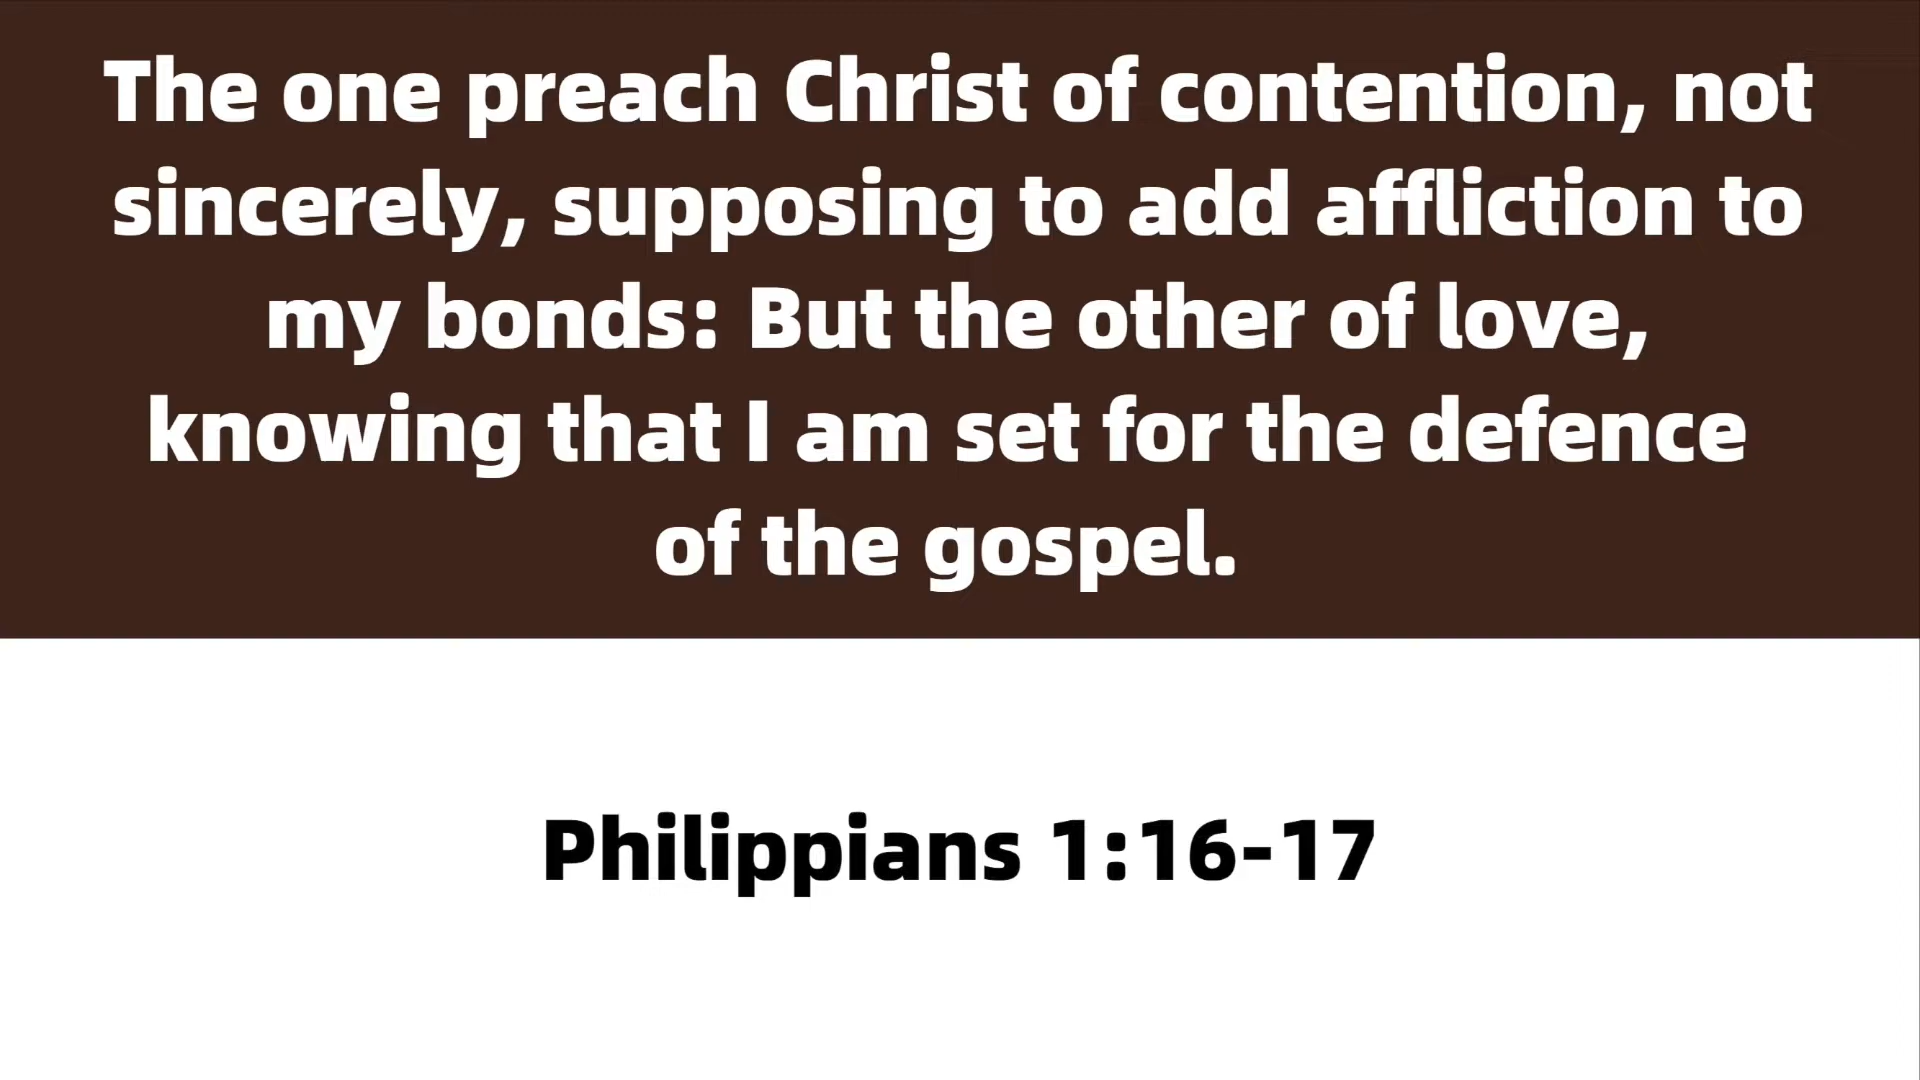 The one preach Christ of contention, not
sincerely, supposing to add affliction to
my bonds: But the other of love,
knowing that I am set for the defence
of the gospel.
Philippians 1:16-17